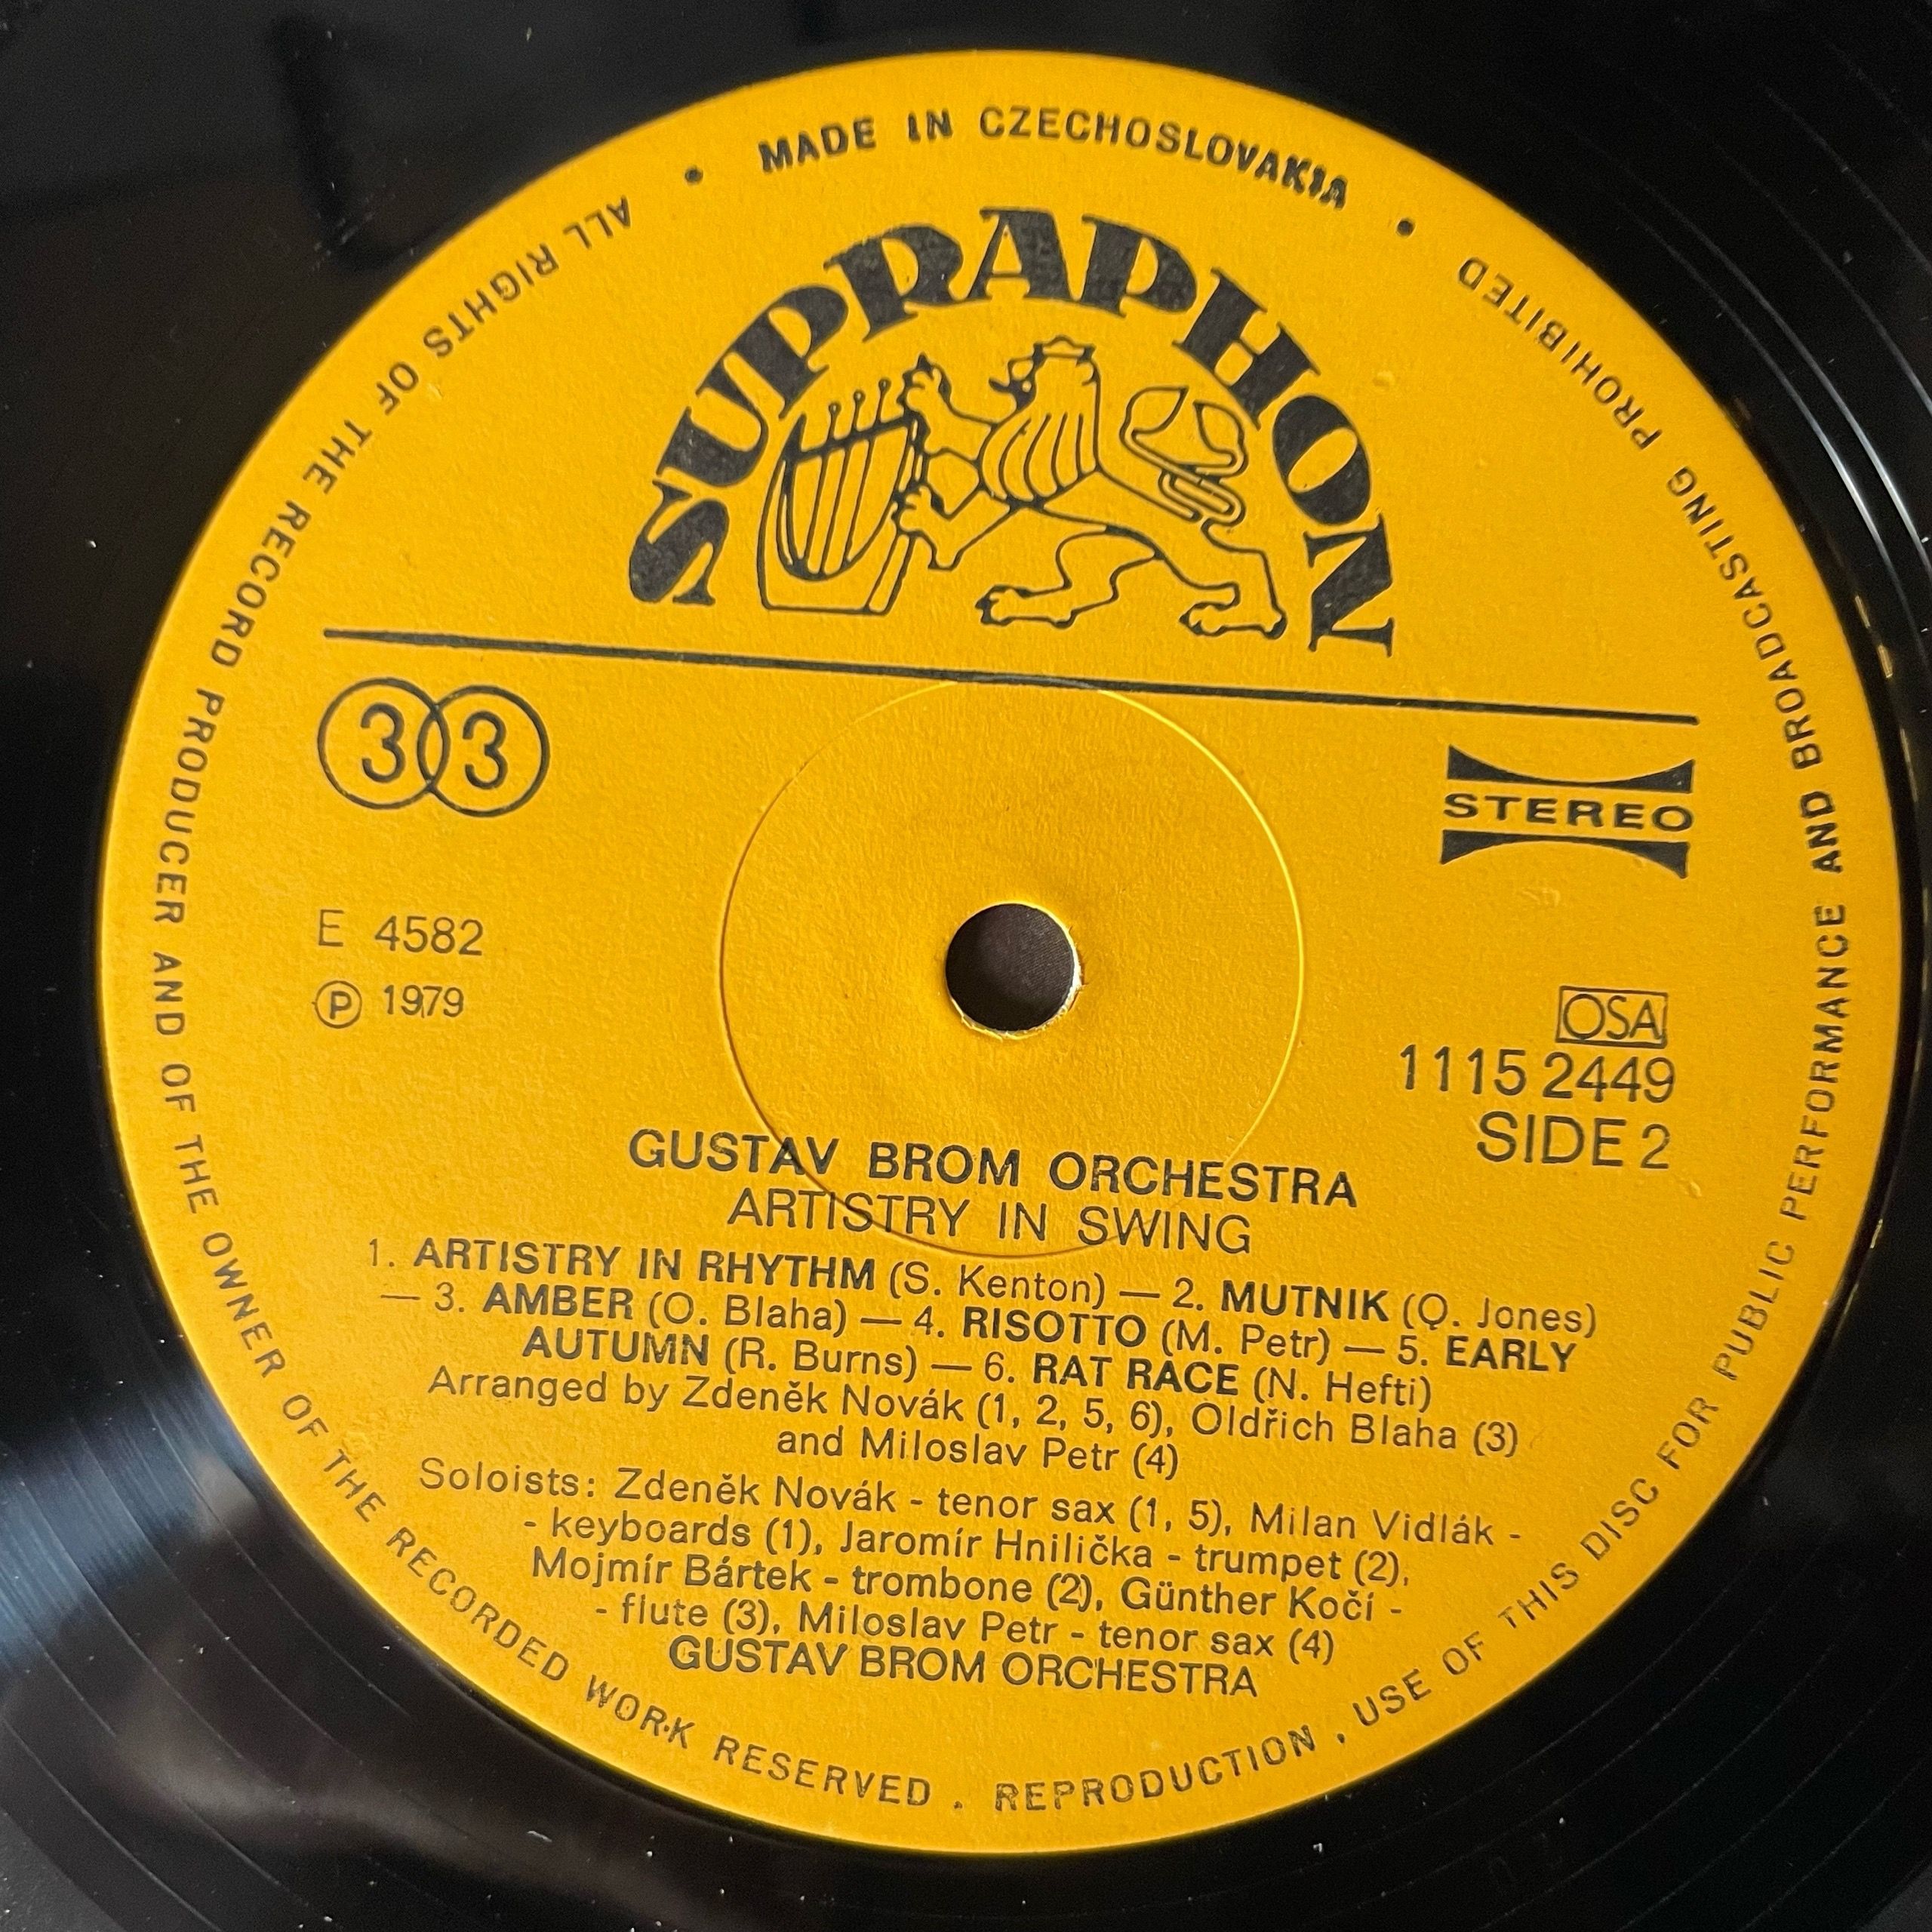 MADE IN CZECHOSLOVAKIA
ALL RIGHTS OF THE RECORD PRODUCER AND OF THE OWNER OF THE RECORDED WORK RESERVED . REPRODUCTION , USE OF THIS DISC FOR PUBLIC PERFORMANCE AND BROADCASTING PROHIBITED
SUPRAPHON
33
STEREO
E 4582
Ⓟ 1979
OSA
1115 2449
SIDE 2
GUSTAV BROM ORCHESTRA
ARTISTRY IN SWING
1. ARTISTRY IN RHYTHM (S. Kenton) — 2. MUTNIK (Q. Jones)
— 3. AMBER (O. Blaha) — 4. RISOTTO (M. Petr) — 5. EARLY
AUTUMN (R. Burns) — 6. RAT RACE (N. Hefti)
Arranged by Zdeněk Novák (1, 2, 5, 6), Oldřich Blaha (3)
and Miloslav Petr (4)
Soloists: Zdeněk Novák - tenor sax (1, 5), Milan Vidlák -
- keyboards (1), Jaromír Hnilička - trumpet (2),
Mojmír Bártek - trombone (2), Günther Kočí -
- flute (3), Miloslav Petr - tenor sax (4)
GUSTAV BROM ORCHESTRA